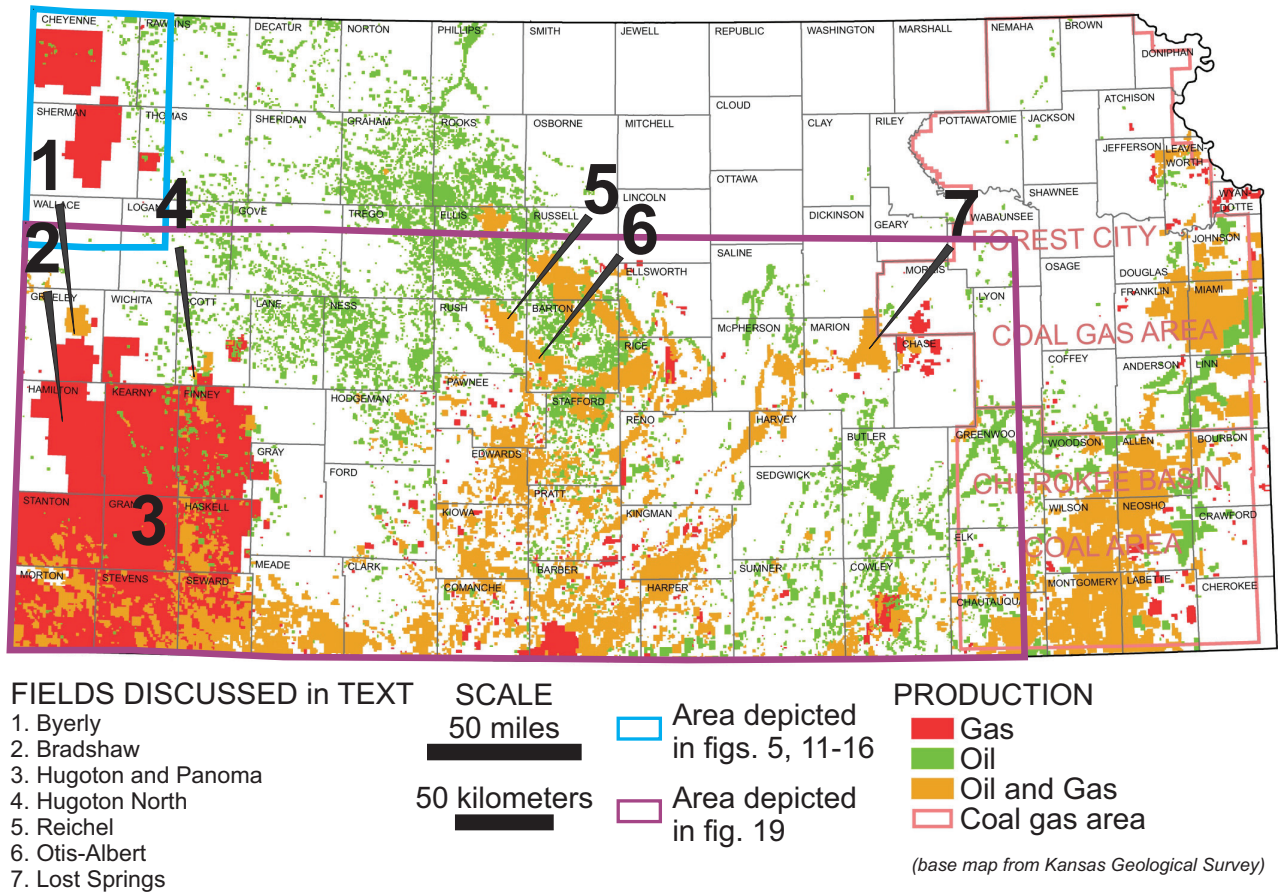 CHEYENNE
RAWLINS
DECATUR
NORTON
PHILLIPS
SMITH
JEWELL
REPUBLIC
WASHINGTON
MARSHALL
NEMAHA
BROWN
DONIPHAN
SHERMAN
THOMAS
SHERIDAN
GRAHAM
ROOKS
OSBORNE
MITCHELL
CLOUD
CLAY
RILEY
POTTAWATOMIE
JACKSON
ATCHISON
JEFFERSON
LEAVEN-
WORTH
WYAN-
DOTTE
1
4
5
6
7
2
3
WALLACE
LOGAN
GOVE
TREGO
ELLIS
RUSSELL
LINCOLN
OTTAWA
DICKINSON
GEARY
WABAUNSEE
SHAWNEE
FOREST CITY
COAL GAS AREA
JOHNSON
DOUGLAS
OSAGE
FRANKLIN
MIAMI
GREELEY
WICHITA
SCOTT
LANE
NESS
RUSH
BARTON
ELLSWORTH
SALINE
McPHERSON
MARION
MORRIS
CHASE
LYON
COFFEY
ANDERSON
LINN
HAMILTON
KEARNY
FINNEY
HODGEMAN
PAWNEE
STAFFORD
RICE
RENO
HARVEY
BUTLER
GREENWOO
WOODSON
ALLEN
BOURBON
CHEROKEE BASIN
COAL AREA
STANTON
GRANT
HASKELL
GRAY
FORD
EDWARDS
KIOWA
PRATT
KINGMAN
SEDGWICK
ELK
WILSON
NEOSHO
CRAWFORD
MORTON
STEVENS
SEWARD
MEADE
CLARK
COMANCHE
BARBER
HARPER
SUMNER
COWLEY
CHAUTAUQU
MONTGOMERY
LABETTE
CHEROKEE
FIELDS DISCUSSED in TEXT
1. Byerly
2. Bradshaw
3. Hugoton and Panoma
4. Hugoton North
5. Reichel
6. Otis-Albert
7. Lost Springs
SCALE
50 miles
50 kilometers
Area depicted
in figs. 5, 11-16
Area depicted
in fig. 19
PRODUCTION
Gas
Oil
Oil and Gas
Coal gas area
(base map from Kansas Geological Survey)